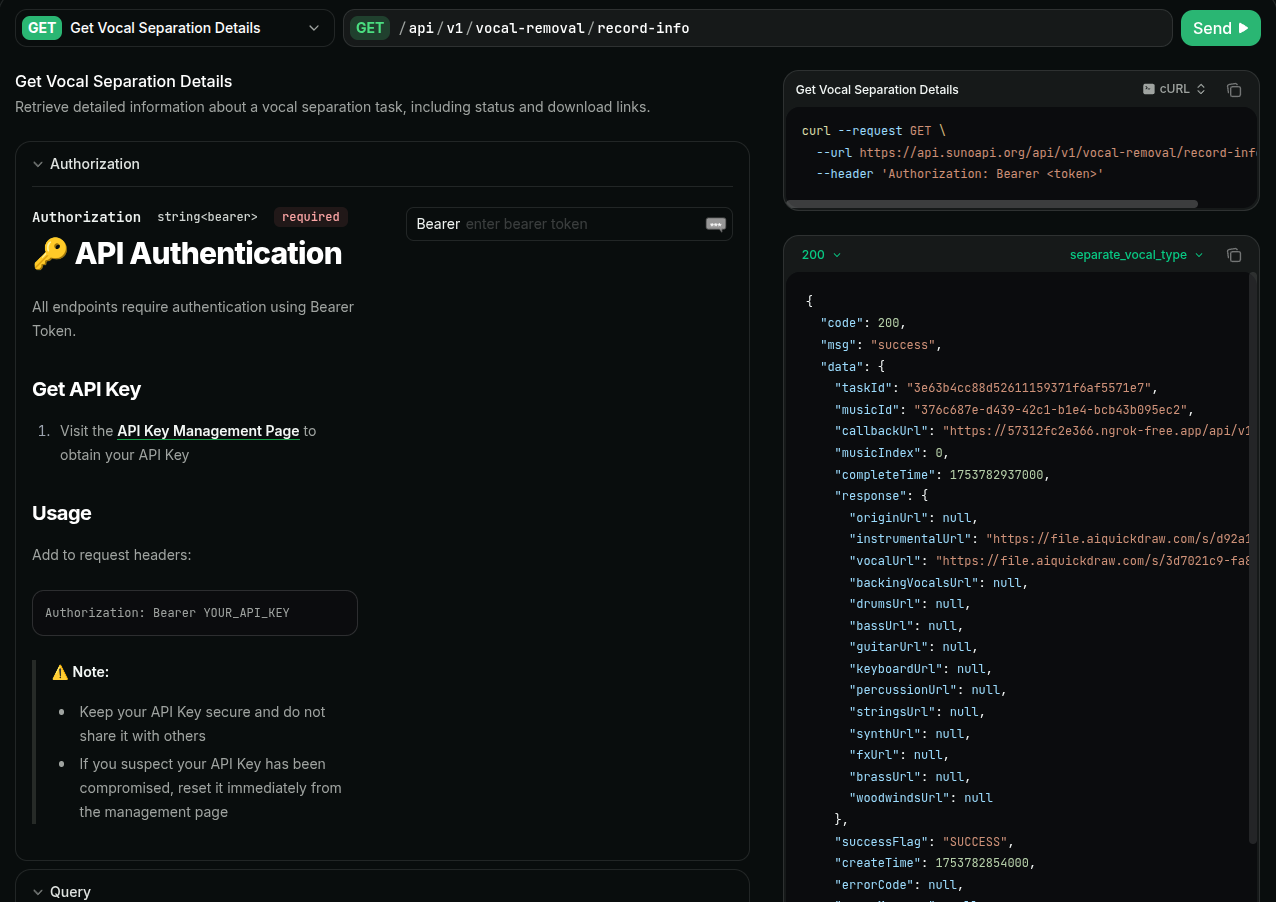 GET Get Vocal Separation Details
GET /api/v1/vocal-removal/record-info
Send
Get Vocal Separation Details
Retrieve detailed information about a vocal separation task, including status and download links.
Authorization
Authorization string<bearer> required
Bearer enter bearer token
🔑 API Authentication
All endpoints require authentication using Bearer
Token.
Get API Key
1. Visit the API Key Management Page to
obtain your API Key
Usage
Add to request headers:
Authorization: Bearer YOUR_API_KEY
⚠️ Note:
• Keep your API Key secure and do not
share it with others
• If you suspect your API Key has been
compromised, reset it immediately from
the management page
Query
Get Vocal Separation Details
cURL
curl --request GET \
--url https://api.sunoapi.org/api/v1/vocal-removal/record-info
--header 'Authorization: Bearer <token>'
200
separate_vocal_type
{
"code": 200,
"msg": "success",
"data": {
"taskId": "3e63b4cc88d52611159371f6af5571e7",
"musicId": "376c687e-d439-42c1-b1e4-bcb43b095ec2",
"callbackUrl": "https://57312fc2e366.ngrok-free.app/api/v1
"musicIndex": 0,
"completeTime": 1753782937000,
"response": {
"originUrl": null,
"instrumentalUrl": "https://file.aiquickdraw.com/s/d92a1
"vocalUrl": "https://file.aiquickdraw.com/s/3d7021c9-fa8
"backingVocalsUrl": null,
"drumsUrl": null,
"bassUrl": null,
"guitarUrl": null,
"keyboardUrl": null,
"percussionUrl": null,
"stringsUrl": null,
"synthUrl": null,
"fxUrl": null,
"brassUrl": null,
"woodwindsUrl": null
},
"successFlag": "SUCCESS",
"createTime": 1753782854000,
"errorCode": null,